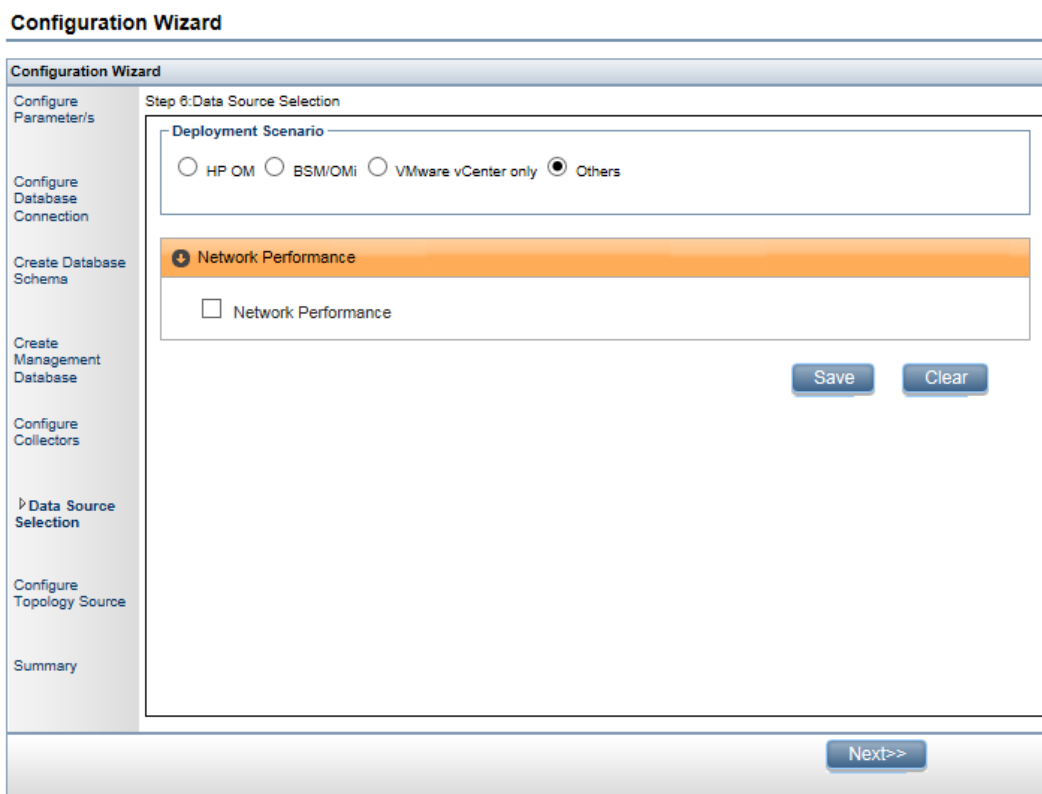 Configuration Wizard
Configuration Wizard
Configure
Parameter/s
Configure
Database
Connection
Create Database
Schema
Create
Management
Database
Configure
Collectors
Data Source
Selection
Configure
Topology Source
Summary
Step 6:Data Source Selection
Deployment Scenario
HP OM BSM/OMi VMware vCenter only Others
Network Performance
Network Performance
Save Clear
Next>>